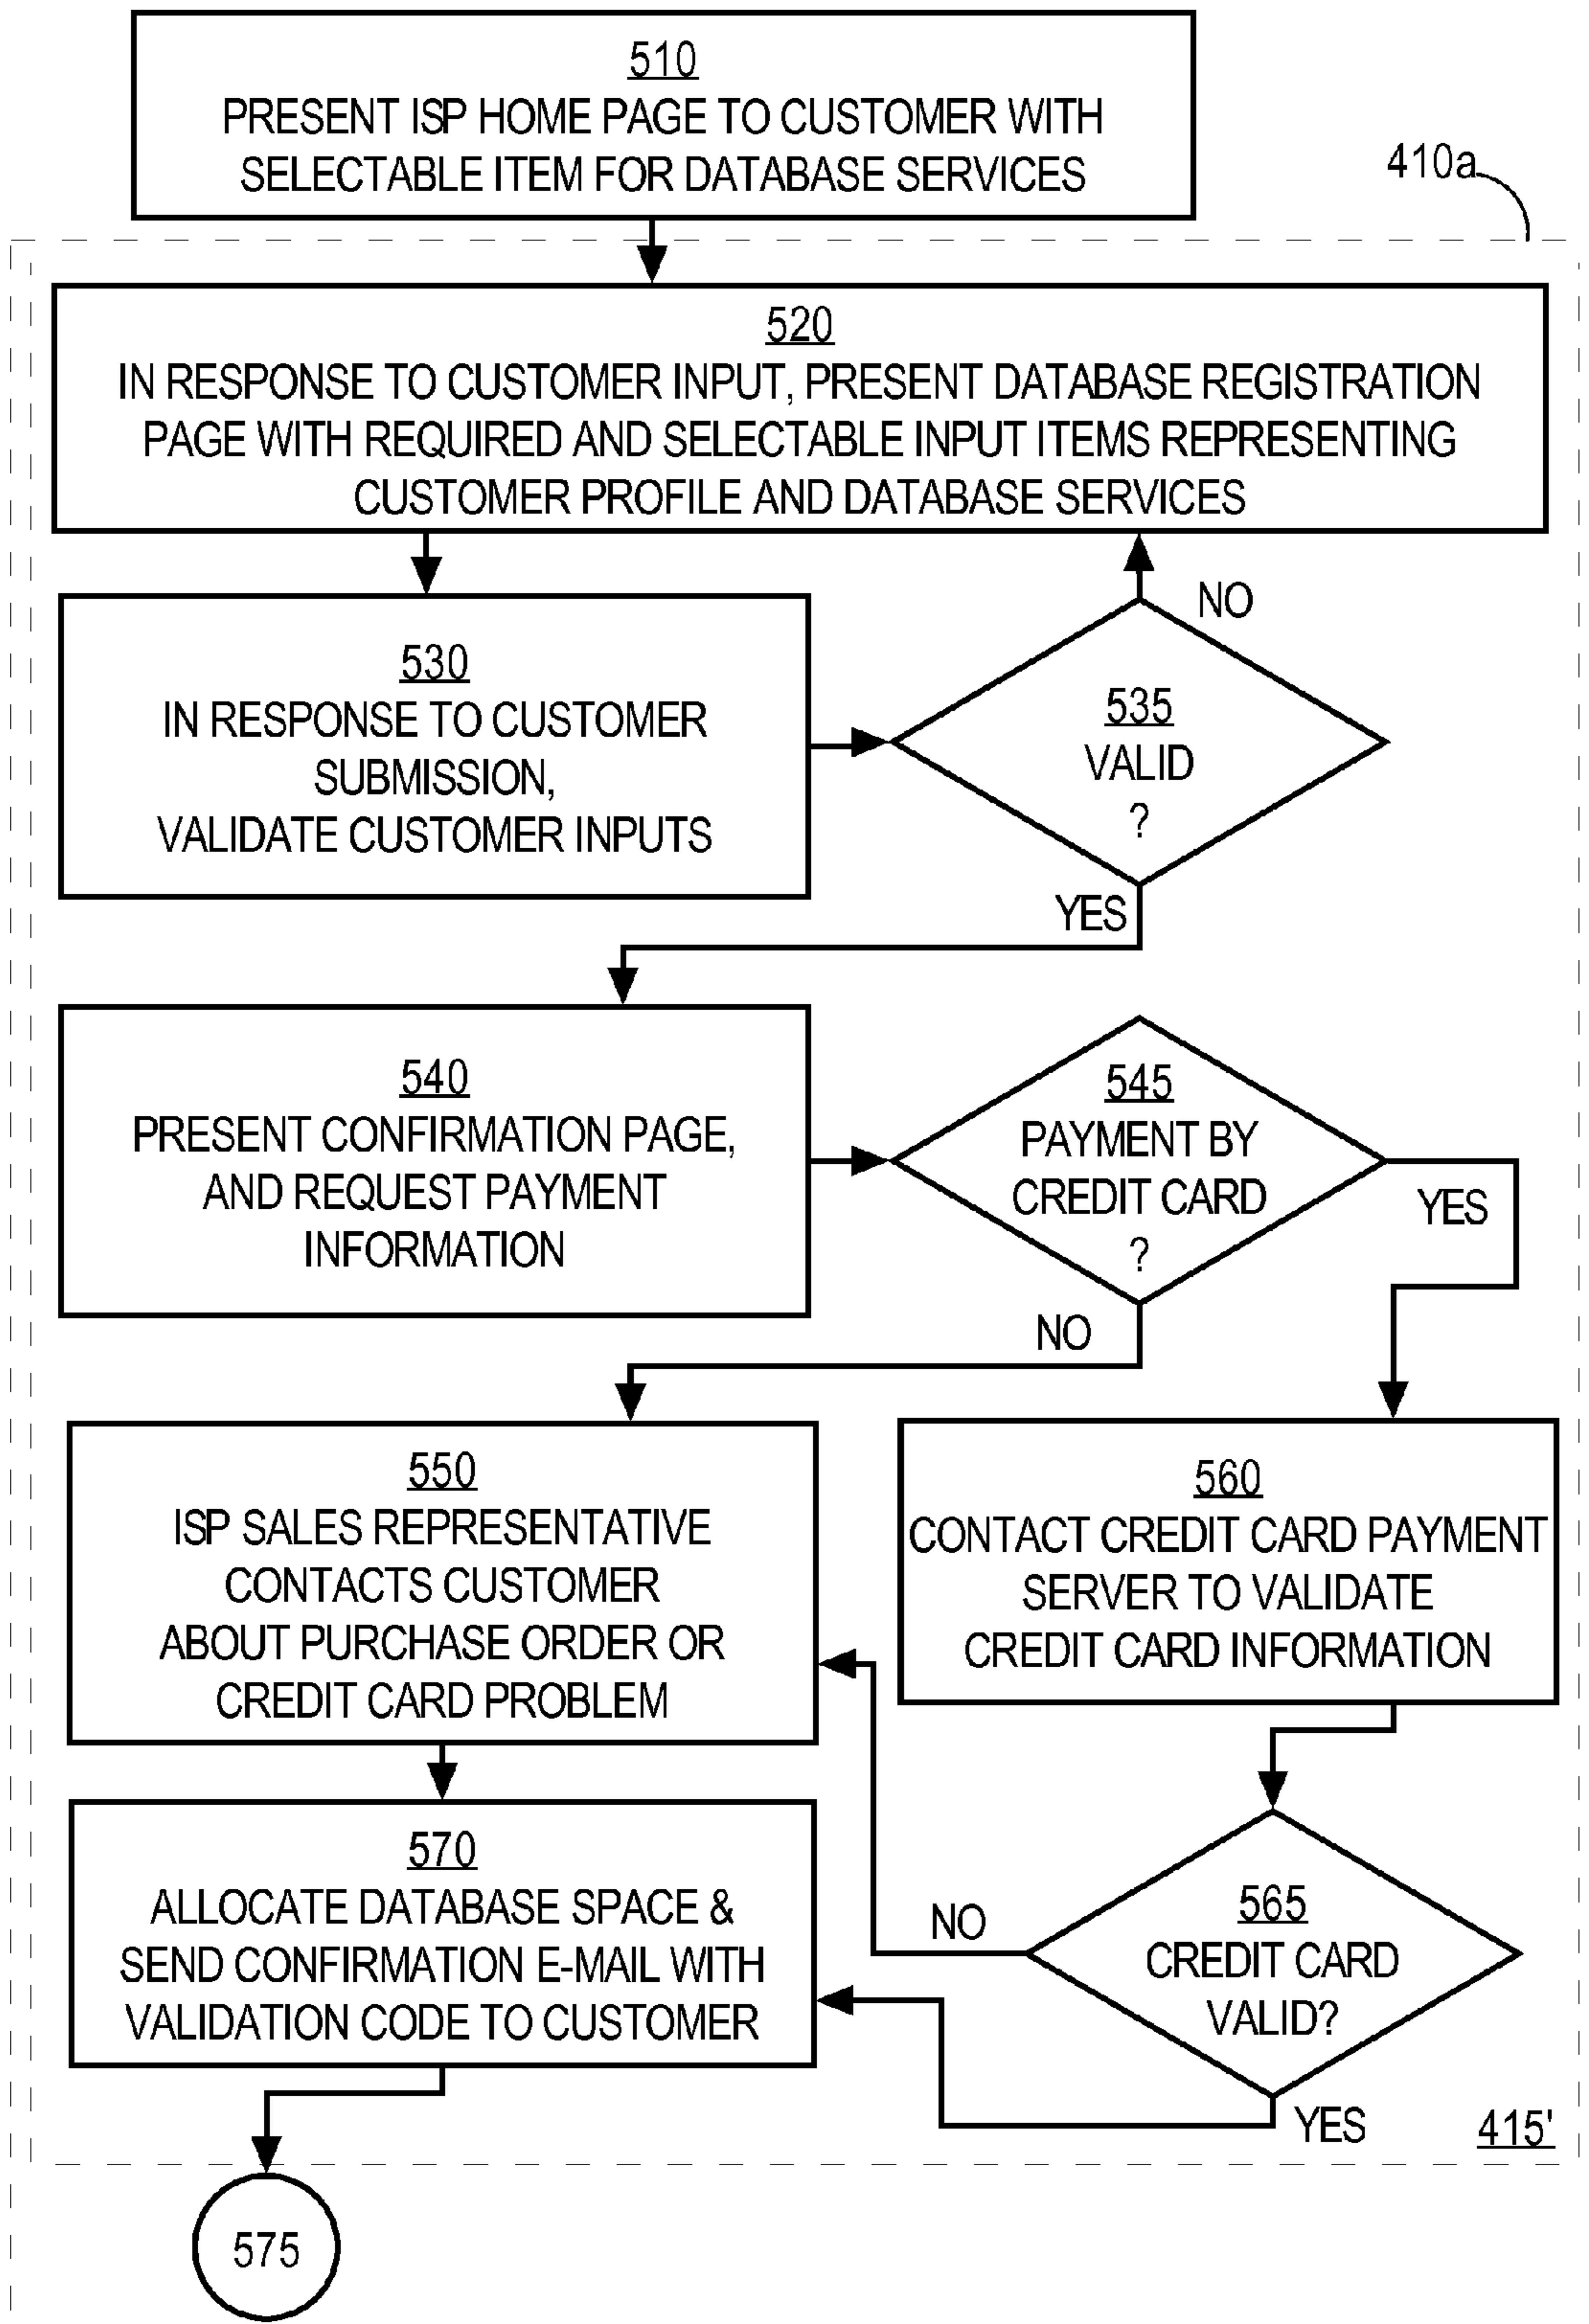 510
PRESENT ISP HOME PAGE TO CUSTOMER WITH
SELECTABLE ITEM FOR DATABASE SERVICES
410a
520
IN RESPONSE TO CUSTOMER INPUT, PRESENT DATABASE REGISTRATION
PAGE WITH REQUIRED AND SELECTABLE INPUT ITEMS REPRESENTING
CUSTOMER PROFILE AND DATABASE SERVICES
530
IN RESPONSE TO CUSTOMER
SUBMISSION,
VALIDATE CUSTOMER INPUTS
NO
535
VALID
?
YES
540
PRESENT CONFIRMATION PAGE,
AND REQUEST PAYMENT
INFORMATION
545
PAYMENT BY
CREDIT CARD
?
YES
NO
550
ISP SALES REPRESENTATIVE
CONTACTS CUSTOMER
ABOUT PURCHASE ORDER OR
CREDIT CARD PROBLEM
560
CONTACT CREDIT CARD PAYMENT
SERVER TO VALIDATE
CREDIT CARD INFORMATION
570
ALLOCATE DATABASE SPACE &
SEND CONFIRMATION E-MAIL WITH
VALIDATION CODE TO CUSTOMER
NO
565
CREDIT CARD
VALID?
YES
415'
575